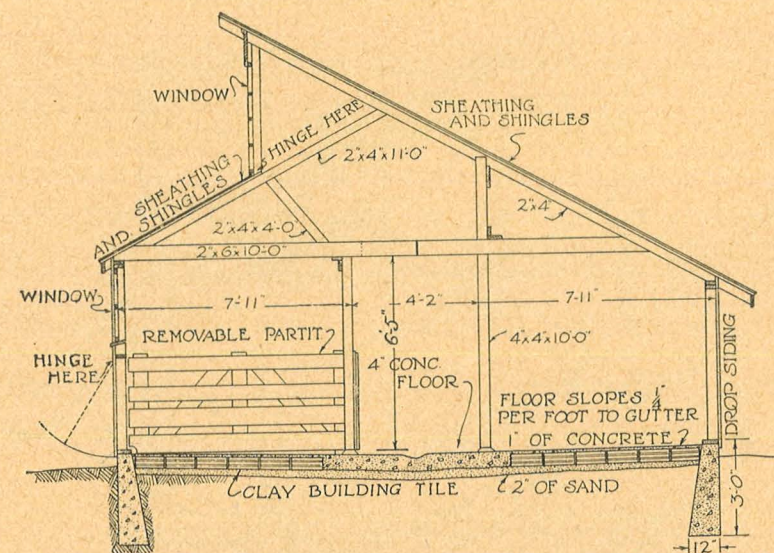 WINDOW
HINGE HERE
SHEATHING
AND SHINGLES
2"x4"x11'-0"
SHEATHING
AND SHINGLES
2"x4"x4'-0"
2"x4"
2"x6"x10'-0"
WINDOW
7'-11"
4'-2"
7'-11"
6'-5"
REMOVABLE PARTIT.
4"x4"x10'-0"
HINGE
HERE
4" CONC.
FLOOR
FLOOR SLOPES 1/4"
PER FOOT TO GUTTER
1" OF CONCRETE
DROP SIDING
CLAY BUILDING TILE
2" OF SAND
3'-0"
12"